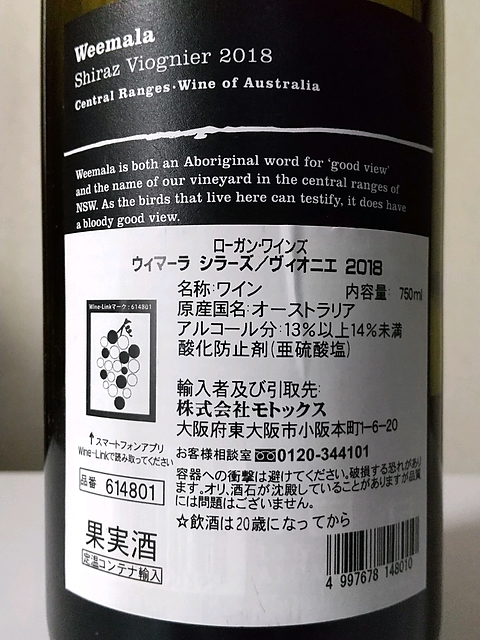 Weemala
Shiraz Viognier 2018
Central Ranges·Wine of Australia
Weemala is both an Aboriginal word for 'good view'
and the name of our vineyard in the central ranges of
NSW. As the birds that live here can testify, it does have
a bloody good view.
ローガン・ワインズ
ウィマーラ シラーズ／ヴィオニエ 2018
名称:ワイン 内容量: 750ml
原産国名:オーストラリア
アルコール分:13%以上14%未満
酸化防止剤(亜硫酸塩)
Wine-Linkマーク:614801
輸入者及び引取先:
株式会社モトックス
大阪府東大阪市小阪本町1-6-20
↑スマートフォンアプリ
Wine-Linkで読み取ってください
お客様相談室 0120-344101
品番 614801
容器への衝撃は避けてください。破損する恐れがあり
ます。オリ、酒石が沈殿していることがありますが品質
には問題はございません。
☆飲酒は20歳になってから
果実酒
定温コンテナ輸入
4 997678 148010